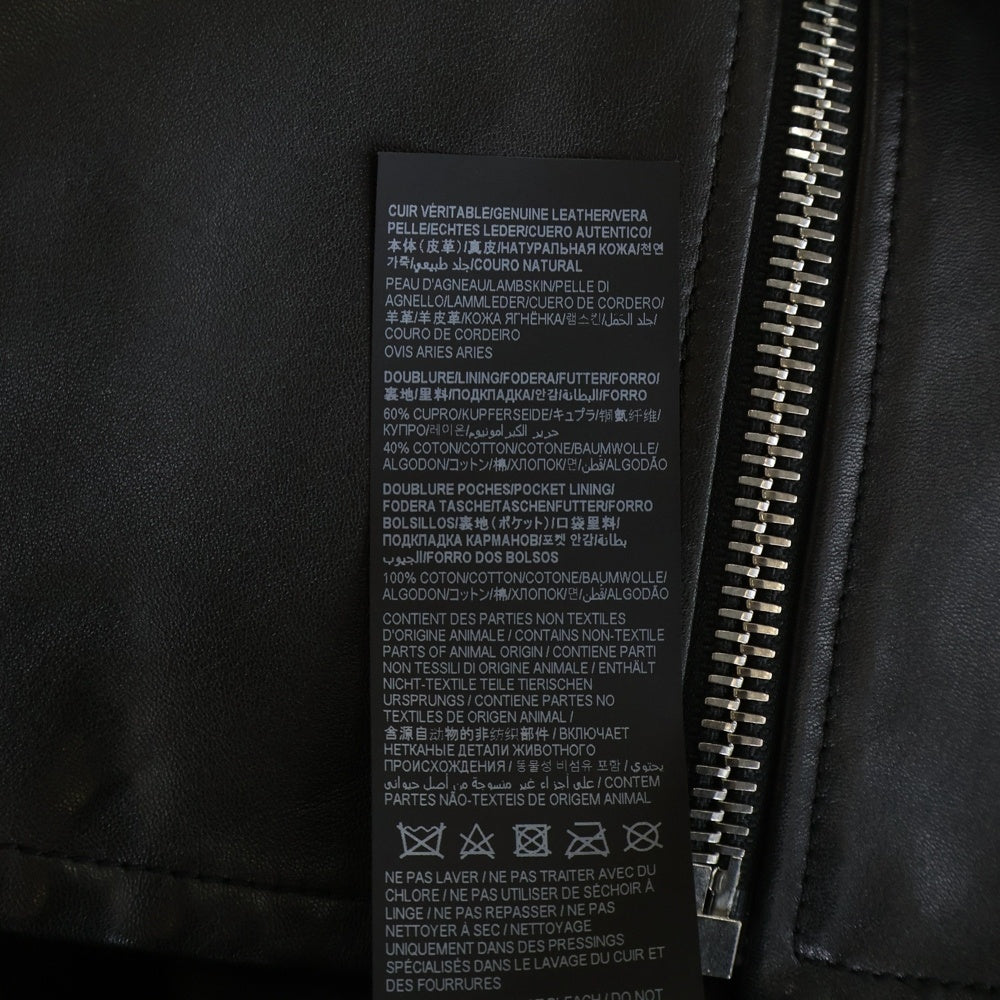 CUIR VÉRITABLE/GENUINE LEATHER/VERA
PELLE/ECHTES LEDER/CUERO AUTENTICO/
本体(皮革)/真皮/НАТУРАЛЬНАЯ КОЖА/천연
가죽/جلد طبيعي/COURO NATURAL
PEAU D'AGNEAU/LAMBSKIN/PELLE DI
AGNELLO/LAMMLEDER/CUERO DE CORDERO/
羊革/羊皮革/КОЖА ЯГНЁНКА/램스킨/جلد الحمل/
COURO DE CORDEIRO
OVIS ARIES ARIES
DOUBLURE/LINING/FODERA/FUTTER/FORRO/
裏地/里料/ПОДКЛАДКА/안감/البطانة/FORRO
60% CUPRO/KUPFERSEIDE/キュプラ/铜氨纤维/
КУПРО/레이온/حرير الكبرامونيوم
40% COTON/COTTON/COTONE/BAUMWOLLE/
ALGODON/コットン/棉/ХЛОПОК/면/قطن/ALGODÃO
DOUBLURE POCHES/POCKET LINING/
FODERA TASCHE/TASCHENFUTTER/FORRO
BOLSILLOS/裏地(ポケット)/口袋里料/
ПОДКЛАДКА КАРМАНОВ/포켓 안감/بطانة
الجيوب/FORRO DOS BOLSOS
100% COTON/COTTON/COTONE/BAUMWOLLE/
ALGODON/コットン/棉/ХЛОПОК/면/قطن/ALGODÃO
CONTIENT DES PARTIES NON TEXTILES
D'ORIGINE ANIMALE / CONTAINS NON-TEXTILE
PARTS OF ANIMAL ORIGIN / CONTIENE PARTI
NON TESSILI DI ORIGINE ANIMALE / ENTHÄLT
NICHT-TEXTILE TEILE TIERISCHEN
URSPRUNGS / CONTIENE PARTES NO
TEXTILES DE ORIGEN ANIMAL /
含源自动物的非纺织部件 / ВКЛЮЧАЕТ
НЕТКАНЫЕ ДЕТАЛИ ЖИВОТНОГО
ПРОИСХОЖДЕНИЯ / 동물성 비섬유 포함 / يحتوي
على أجزاء غير منسوجة من أصل حيواني / CONTEM
PARTES NÃO-TEXTEIS DE ORIGEM ANIMAL
NE PAS LAVER / NE PAS TRAITER AVEC DU
CHLORE / NE PAS UTILISER DE SÉCHOIR À
LINGE / NE PAS REPASSER / NE PAS
NETTOYER À SEC / NETTOYAGE
UNIQUEMENT DANS DES PRESSINGS
SPÉCIALISÉS DANS LE LAVAGE DU CUIR ET
DES FOURRURES
BLEACH / DO NOT